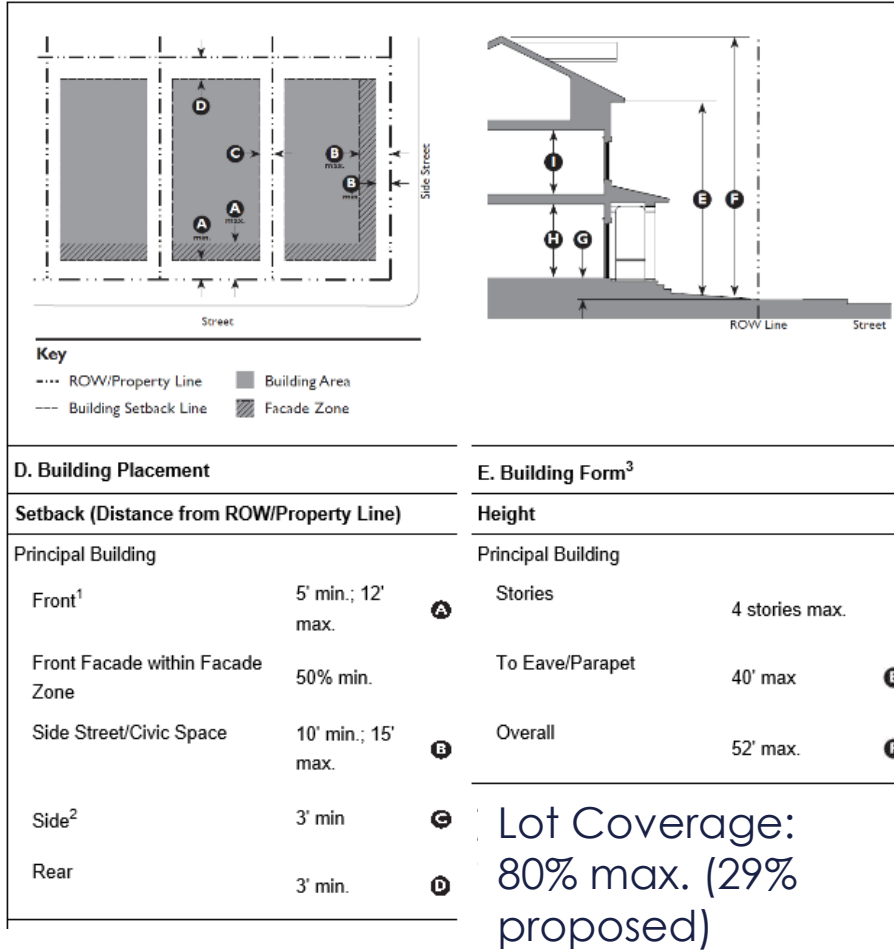 D
C
B
max.
B
min.
A
max.
A
min.
Side Street
Street
Key
ROW/Property Line
Building Area
Building Setback Line
Facade Zone
I
E
F
H
G
ROW Line
Street
D. Building Placement
Setback (Distance from ROW/Property Line)
Principal Building
Front¹
5' min.; 12'
max.
A
Front Facade within Facade
Zone
50% min.
Side Street/Civic Space
10' min.; 15'
max.
B
Side²
3' min
C
Rear
3' min.
D
E. Building Form³
Height
Principal Building
Stories
4 stories max.
To Eave/Parapet
40' max
Overall
52' max.
Lot Coverage:
80% max. (29%
proposed)